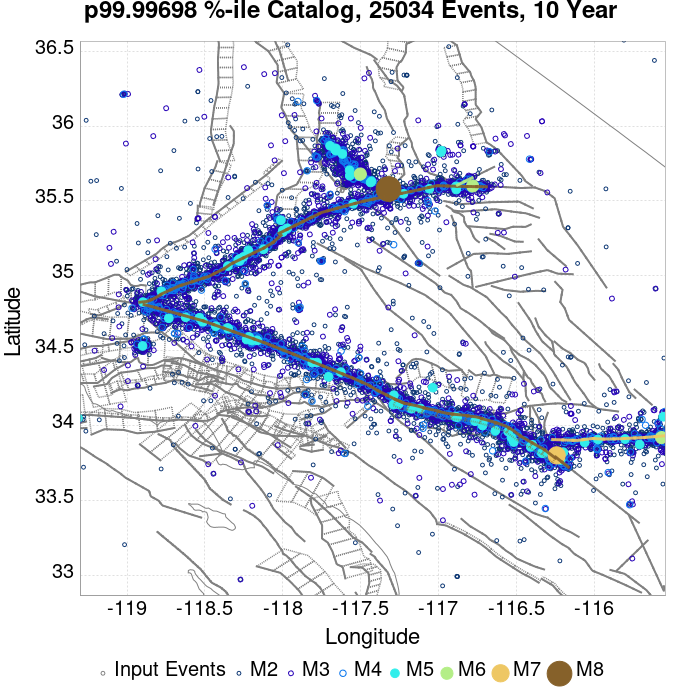 p99.99698 %-ile Catalog, 25034 Events, 10 Year
36.5
36
35.5
35
34.5
34
33.5
33
Latitude
-119 -118.5 -118 -117.5 -117 -116.5 -116
Longitude
Input Events M2 M3 M4 M5 M6 M7 M8